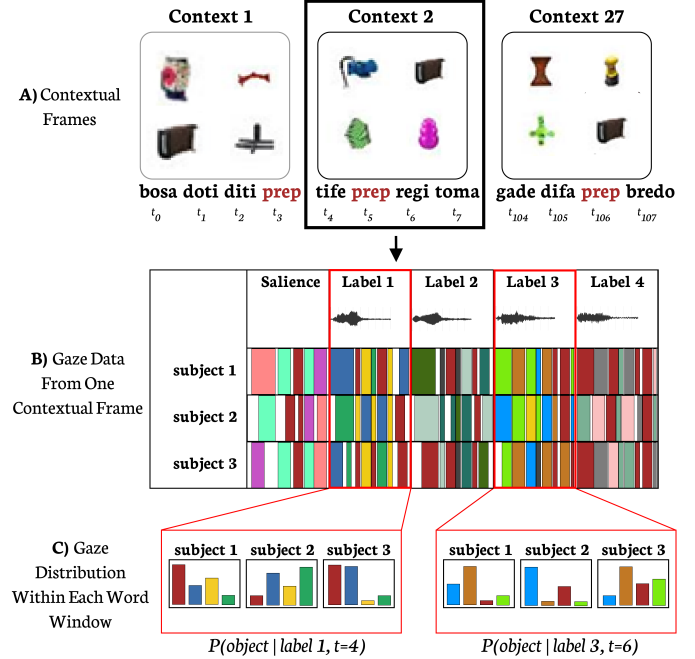 Context 1 Context 2 Context 27
A) Contextual
Frames
bosa doti diti prep tife prep regi toma gade difa prep bredo
t0 t1 t2 t3 t4 t5 t6 t7 t104 t105 t106 t107
Salience Label 1 Label 2 Label 3 Label 4
B) Gaze Data
From One
Contextual Frame
subject 1
subject 2
subject 3
C) Gaze
Distribution
Within Each Word
Window
subject 1 subject 2 subject 3 subject 1 subject 2 subject 3
P(object | label 1, t=4) P(object | label 3, t=6)